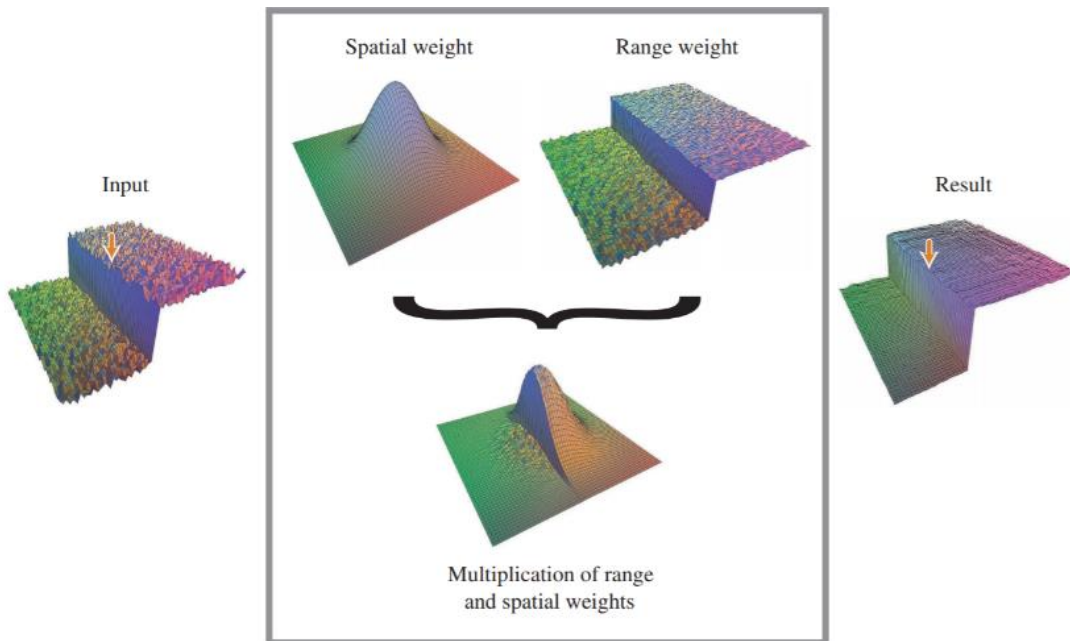 Spatial weight
Range weight
Input
Result
Multiplication of range
and spatial weights